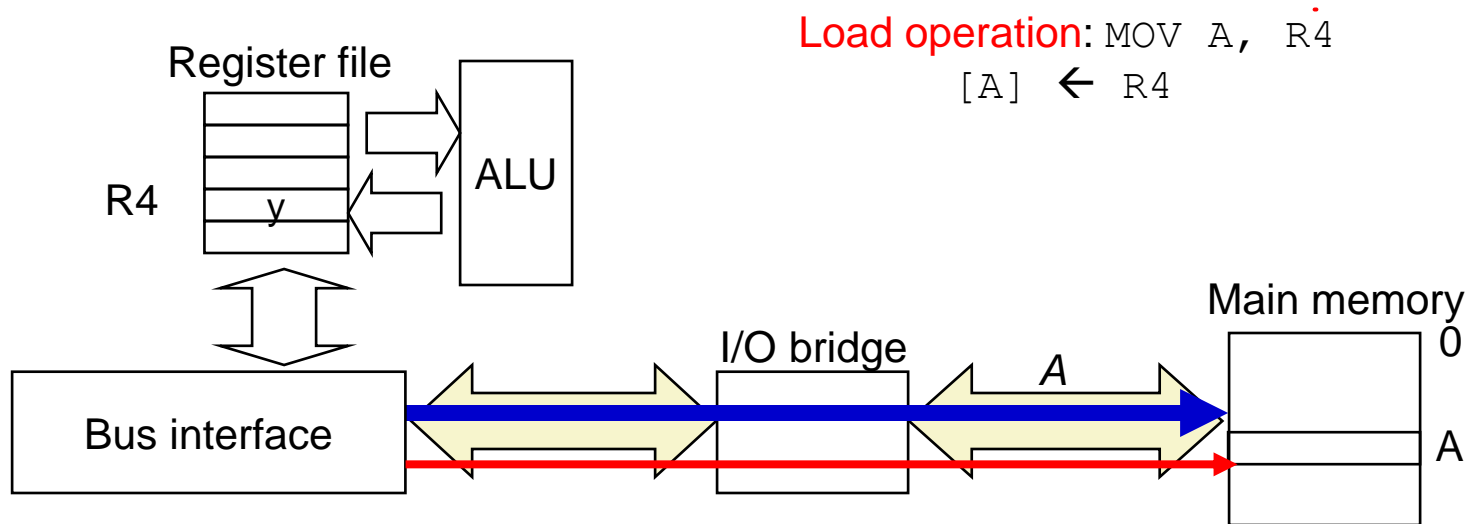 Load operation: MOV A, R4
[A] ← R4
Register file
ALU
R4
y
Main memory
0
I/O bridge
A
Bus interface
A